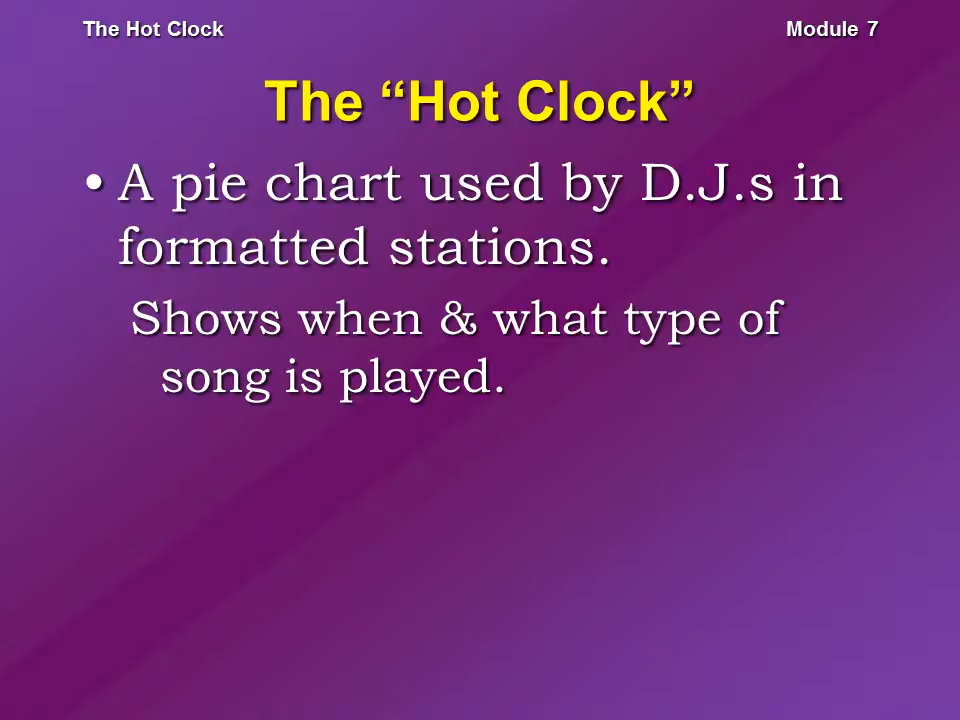 The Hot Clock Module 7
The “Hot Clock”
• A pie chart used by D.J.s in
formatted stations.
Shows when & what type of
song is played.